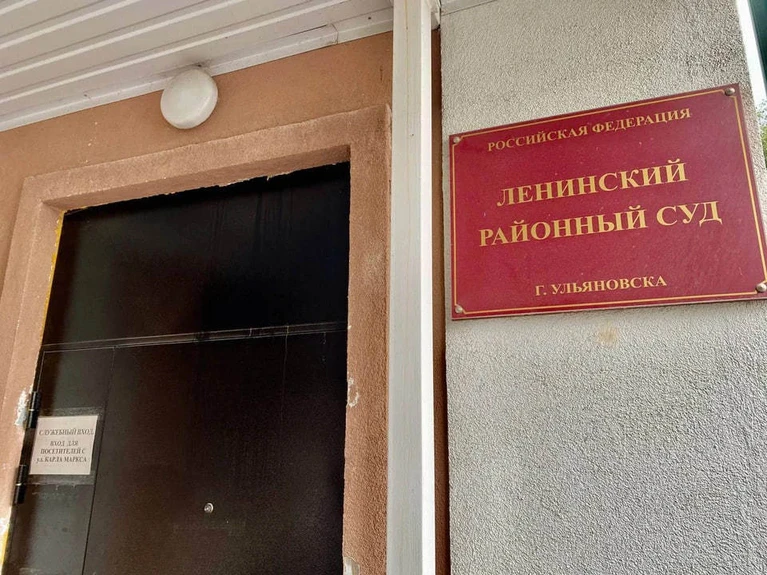 РОССИЙСКАЯ ФЕДЕРАЦИЯ
ЛЕНИНСКИЙ
РАЙОННЫЙ СУД
Г. УЛЬЯНОВСКА
СЛУЖЕБНЫЙ ВХОД
ВХОД ДЛЯ
ПОСЕТИТЕЛЕЙ С
ул. КАРЛА МАРКСА